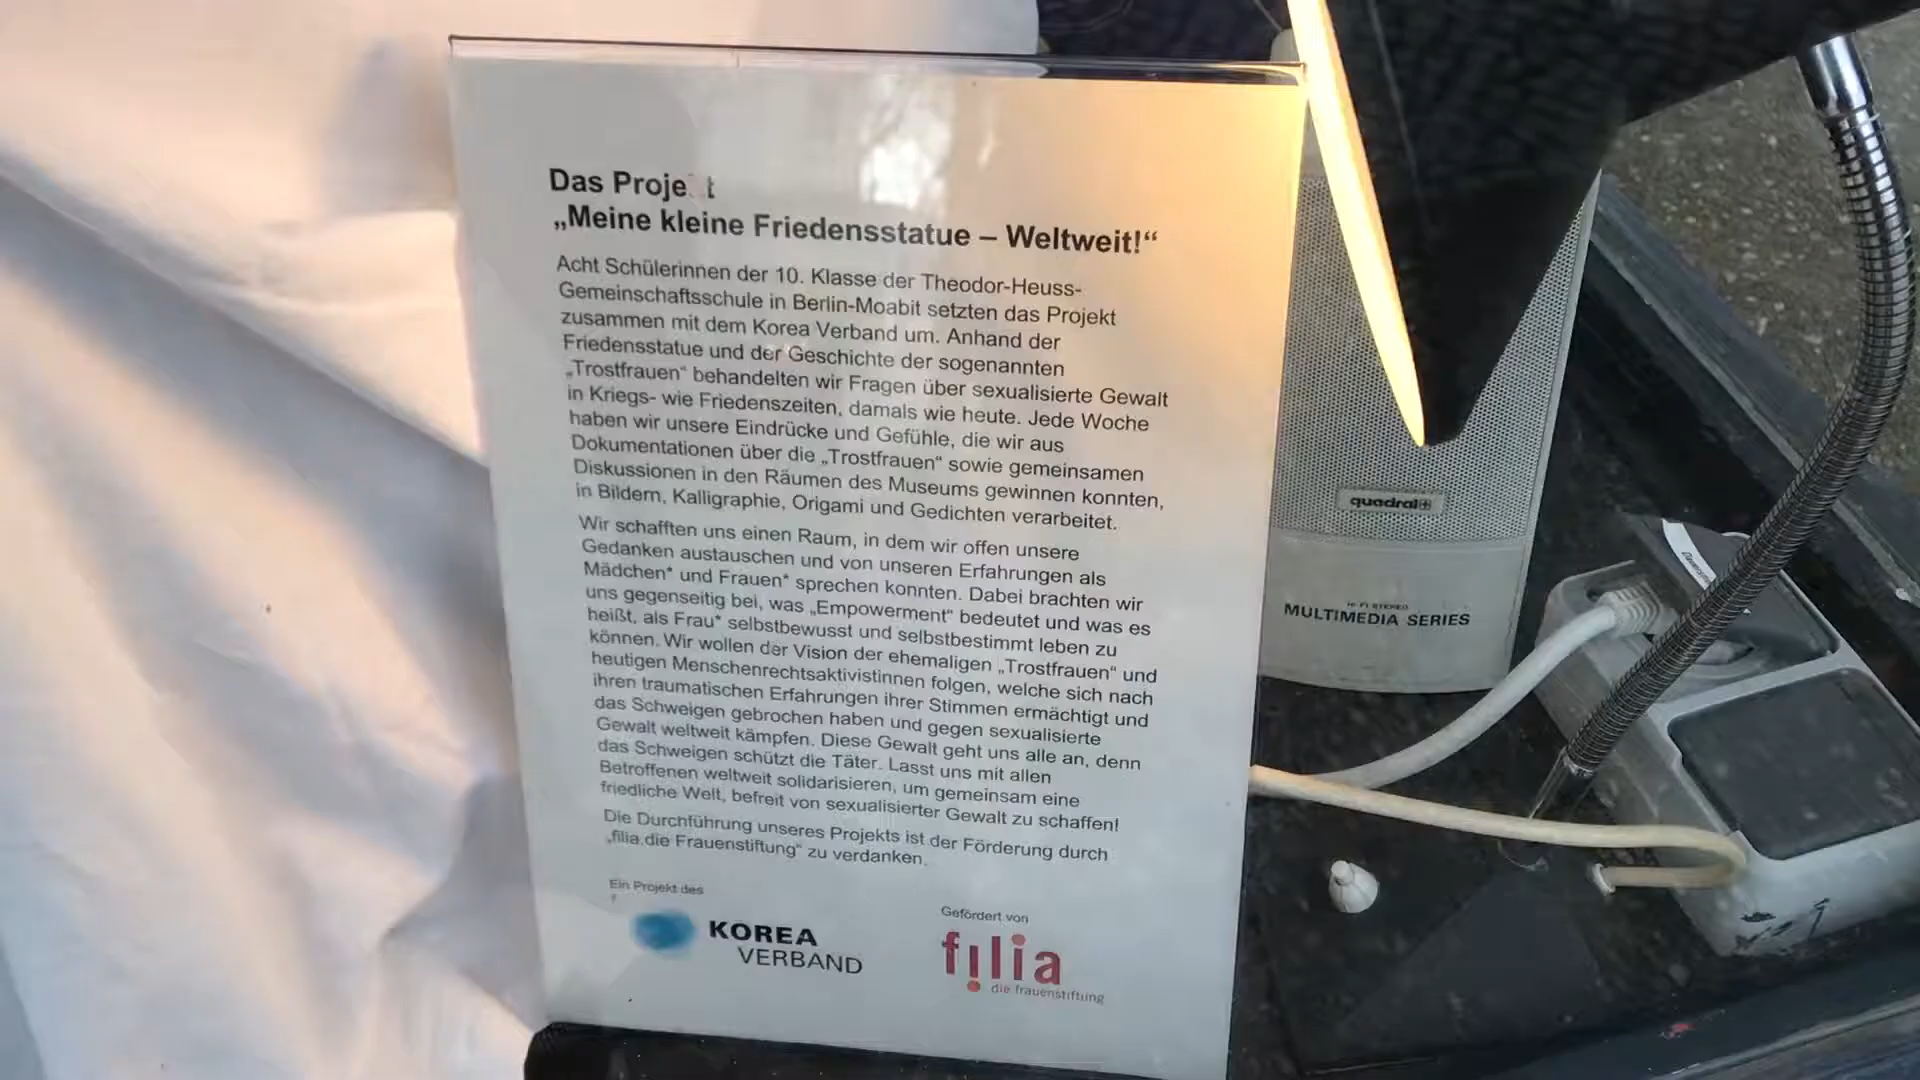 Das Proje t
„Meine kleine Friedensstatue – Weltweit!“
Acht Schülerinnen der 10. Klasse der Theodor-Heuss-
Gemeinschaftsschule in Berlin-Moabit setzten das Projekt
zusammen mit dem Korea Verband um. Anhand der
Friedensstatue und der Geschichte der sogenannten
„Trostfrauen“ behandelten wir Fragen über sexualisierte Gewalt
in Kriegs- wie Friedenszeiten, damals wie heute. Jede Woche
haben wir unsere Eindrücke und Gefühle, die wir aus
Dokumentationen über die „Trostfrauen“ sowie gemeinsamen
Diskussionen in den Räumen des Museums gewinnen konnten,
in Bildern, Kalligraphie, Origami und Gedichten verarbeitet.
Wir schafften uns einen Raum, in dem wir offen unsere
Gedanken austauschen und von unseren Erfahrungen als
Mädchen* und Frauen* sprechen konnten. Dabei brachten wir
uns gegenseitig bei, was „Empowerment“ bedeutet und was es
heißt, als Frau* selbstbewusst und selbstbestimmt leben zu
können. Wir wollen der Vision der ehemaligen „Trostfrauen“ und
heutigen Menschenrechtsaktivistinnen folgen, welche sich nach
ihren traumatischen Erfahrungen ihrer Stimmen ermächtigt und
das Schweigen gebrochen haben und gegen sexualisierte
Gewalt weltweit kämpfen. Diese Gewalt geht uns alle an, denn
das Schweigen schützt die Täter. Lasst uns mit allen
Betroffenen weltweit solidarisieren, um gemeinsam eine
friedliche Welt, befreit von sexualisierter Gewalt zu schaffen!
Die Durchführung unseres Projekts ist der Förderung durch
„filia.die Frauenstiftung“ zu verdanken.
Ein Projekt des
KOREA
VERBAND
Gefördert von
filia
die frauenstiftung
quadral
HI-FI STEREO
MULTIMEDIA SERIES